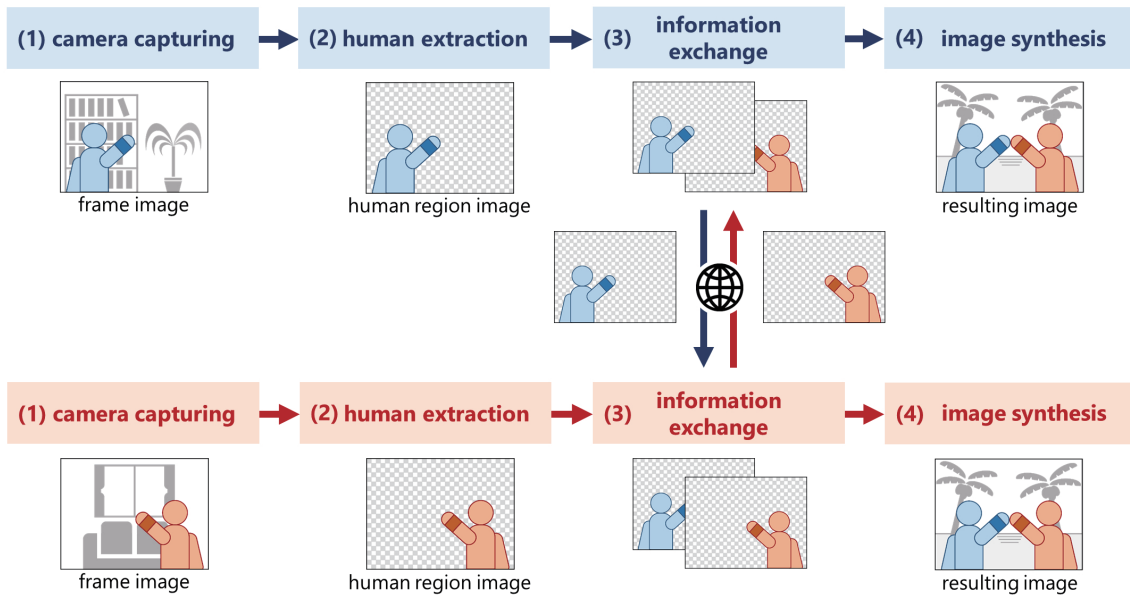 (1) camera capturing
(2) human extraction
(3) information
exchange
(4) image synthesis
frame image
human region image
resulting image
(1) camera capturing
(2) human extraction
(3) information
exchange
(4) image synthesis
frame image
human region image
resulting image